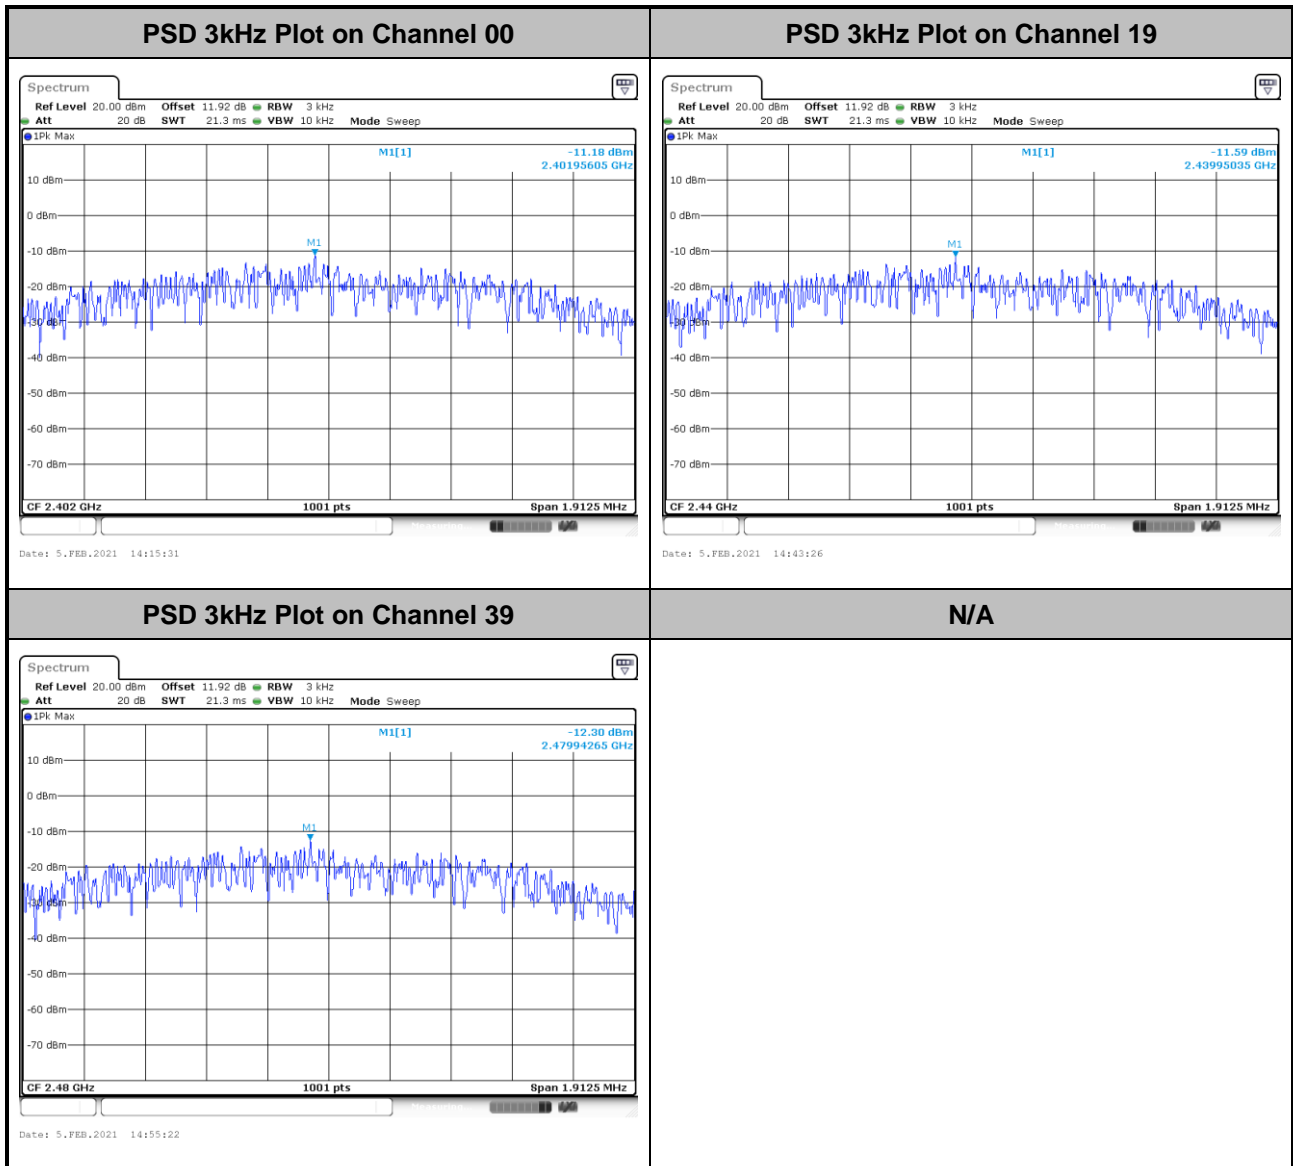 PSD 3kHz Plot on Channel 00
Spectrum
Ref Level 20.00 dBm Offset 11.92 dB RBW 3 kHz
Att 20 dB SWT 21.3 ms VBW 10 kHz Mode Sweep
1Pk Max
M1[1] -11.18 dBm
2.40195605 GHz
10 dBm
0 dBm
M1
-10 dBm
-20 dBm
-30 dBm
-40 dBm
-50 dBm
-60 dBm
-70 dBm
CF 2.402 GHz 1001 pts Span 1.9125 MHz
Measuring
Date: 5.FEB.2021 14:15:31
PSD 3kHz Plot on Channel 19
Spectrum
Ref Level 20.00 dBm Offset 11.92 dB RBW 3 kHz
Att 20 dB SWT 21.3 ms VBW 10 kHz Mode Sweep
1Pk Max
M1[1] -11.59 dBm
2.43995035 GHz
10 dBm
0 dBm
M1
-10 dBm
-20 dBm
-30 dBm
-40 dBm
-50 dBm
-60 dBm
-70 dBm
CF 2.44 GHz 1001 pts Span 1.9125 MHz
Measuring
Date: 5.FEB.2021 14:43:26
PSD 3kHz Plot on Channel 39
Spectrum
Ref Level 20.00 dBm Offset 11.92 dB RBW 3 kHz
Att 20 dB SWT 21.3 ms VBW 10 kHz Mode Sweep
1Pk Max
M1[1] -12.30 dBm
2.47994265 GHz
10 dBm
0 dBm
M1
-10 dBm
-20 dBm
-30 dBm
-40 dBm
-50 dBm
-60 dBm
-70 dBm
CF 2.48 GHz 1001 pts Span 1.9125 MHz
Measuring
Date: 5.FEB.2021 14:55:22
N/A